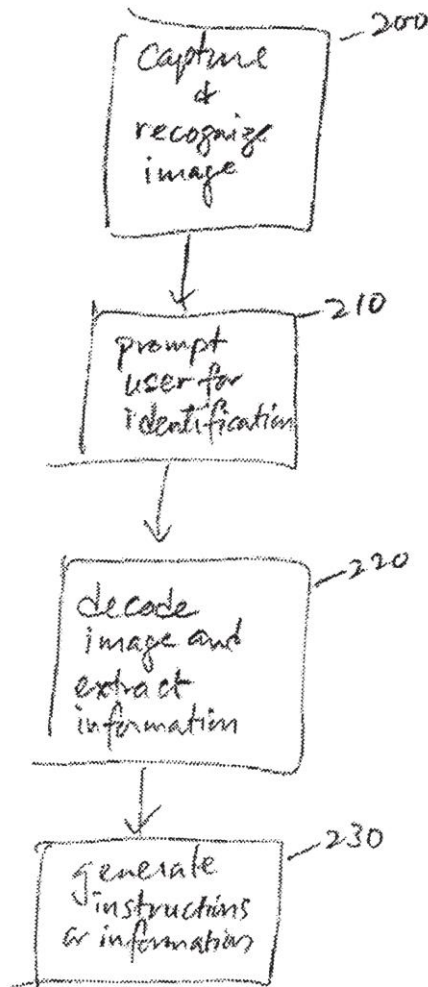 200
Capture
&
recognize
image
210
prompt
user for
identification
220
decode
image and
extract
information
230
generate
instructions
or information